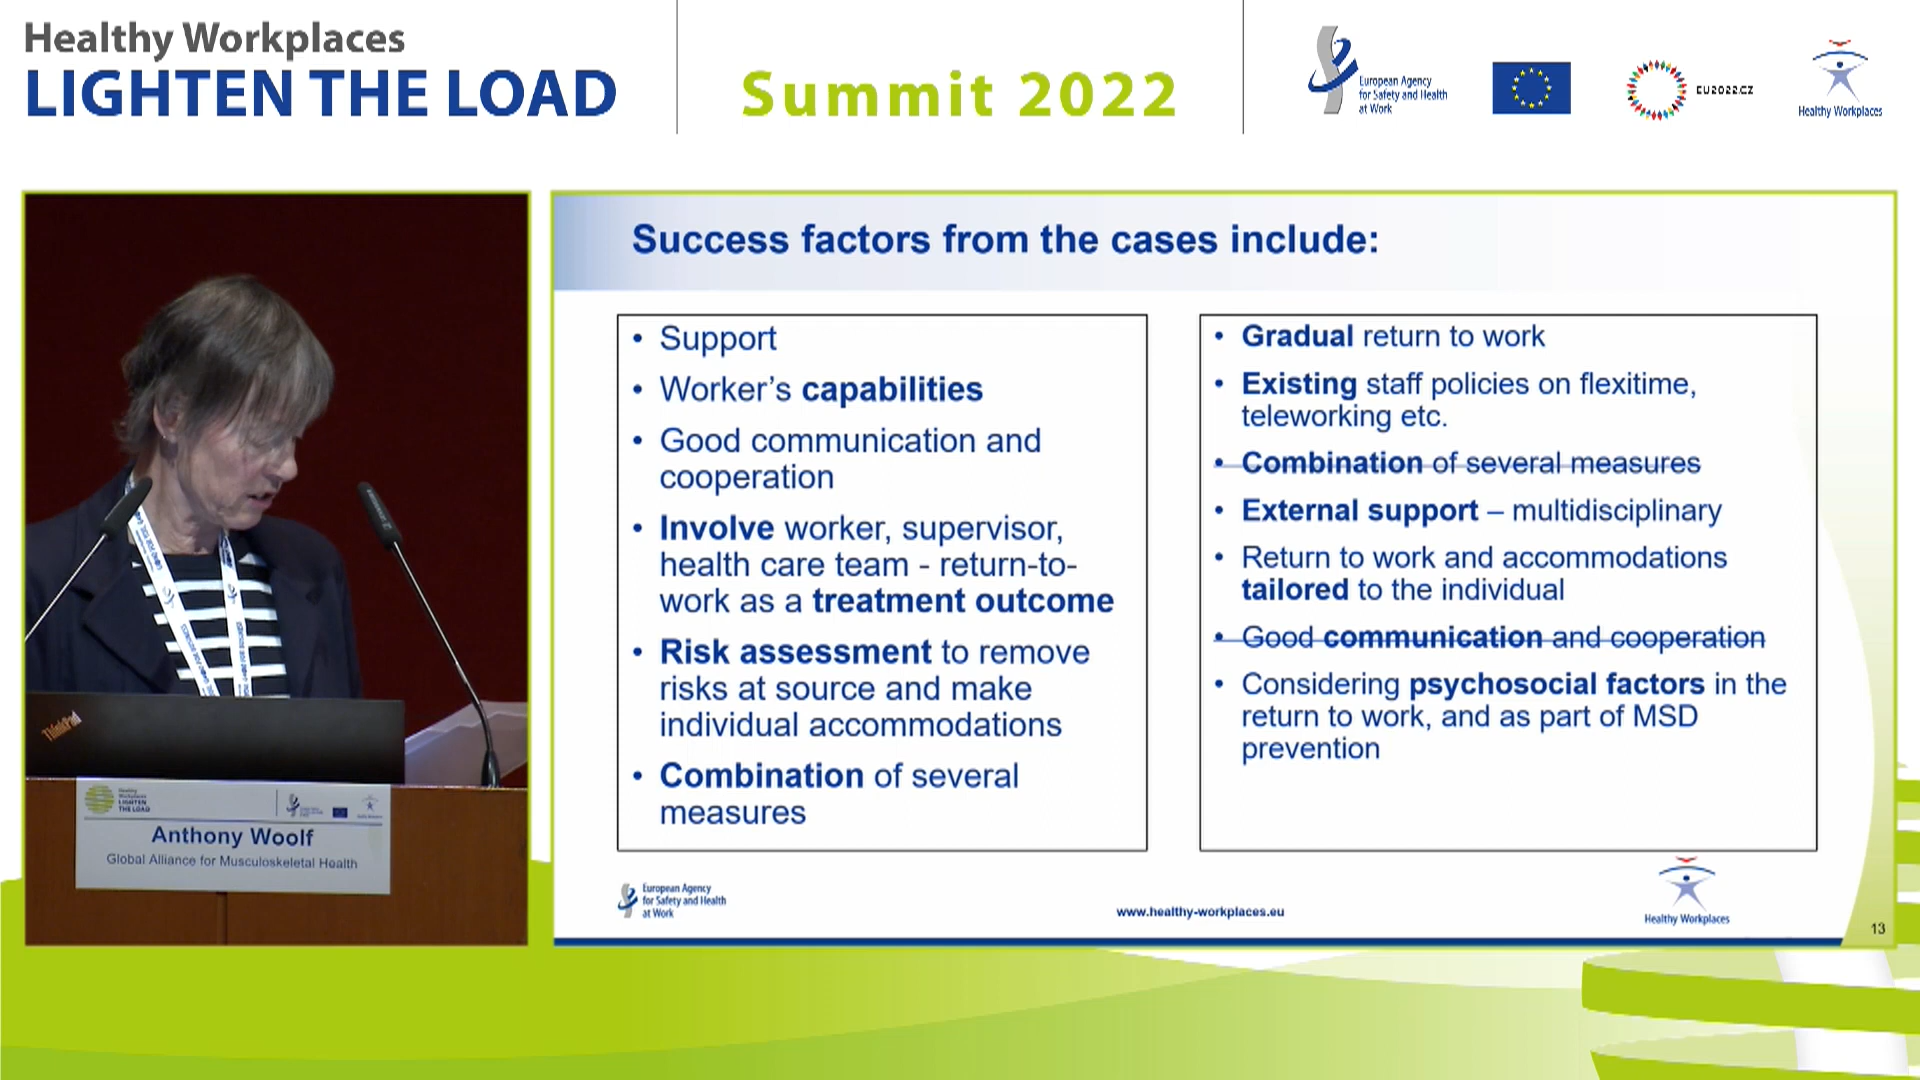 Healthy Workplaces
LIGHTEN THE LOAD
Summit 2022
European Agency
for Safety and Health
at Work
EU2022.CZ
Healthy Workplaces
Success factors from the cases include:
• Support
• Worker's capabilities
• Good communication and
cooperation
• Involve worker, supervisor,
health care team - return-to-
work as a treatment outcome
• Risk assessment to remove
risks at source and make
individual accommodations
• Combination of several
measures
• Gradual return to work
• Existing staff policies on flexitime,
teleworking etc.
• Combination of several measures
• External support – multidisciplinary
• Return to work and accommodations
tailored to the individual
• Good communication and cooperation
• Considering psychosocial factors in the
return to work, and as part of MSD
prevention
European Agency
for Safety and Health
at Work
www.healthy-workplaces.eu
Healthy Workplaces
13
ThinkPad
Healthy
Workplaces
LIGHTEN
THE LOAD
Anthony Woolf
Global Alliance for Musculoskeletal Health